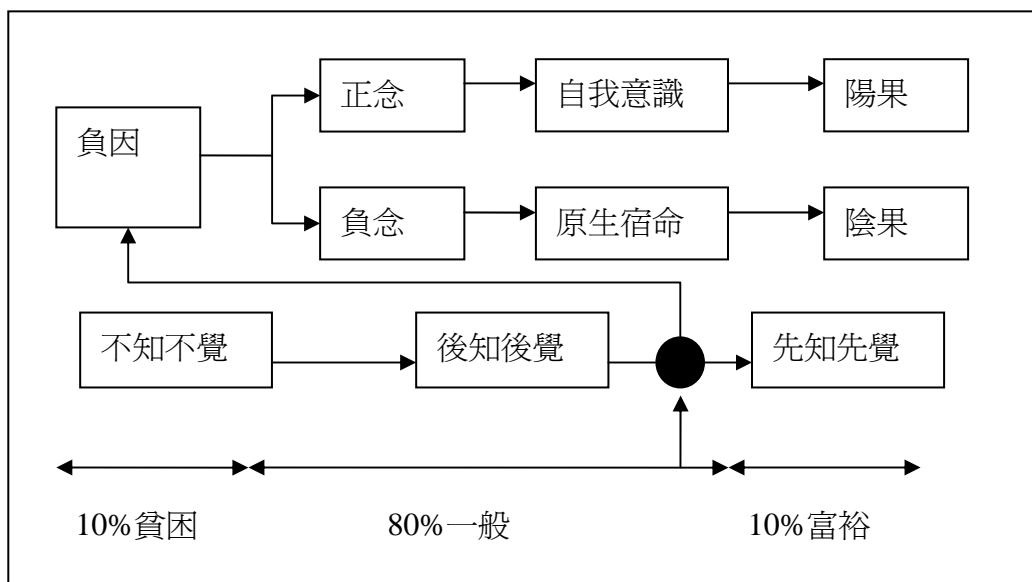 正念
自我意識
陽果
負因
負念
原生宿命
陰果
不知不覺
後知後覺
先知先覺
10%貧困
80%一般
10%富裕